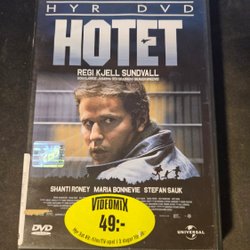 HYR DVD
HOTET
REGI KJELL SUNDVALL
SHANTI RONEY MARIA BONNEVIE STEFAN SAUK
VIDEOMIX
49:-
DVD
UNIVERSAL